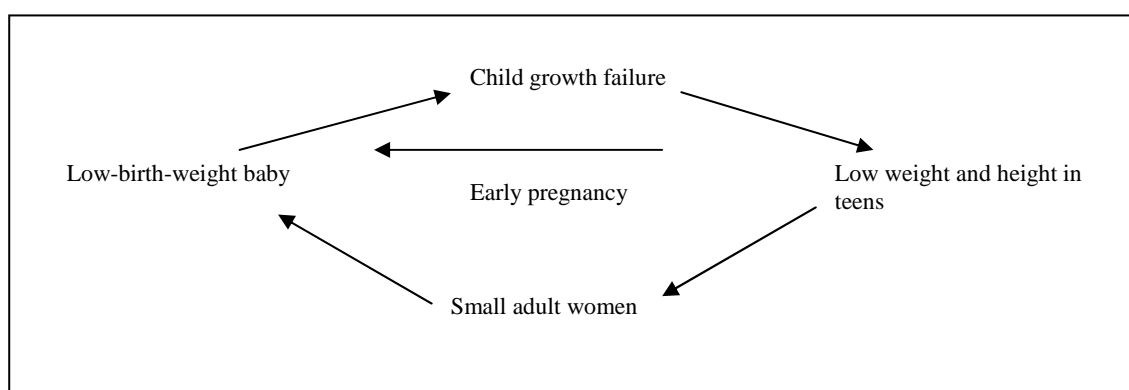 Child growth failure
Low-birth-weight baby
Low weight and height in
teens
Early pregnancy
Small adult women